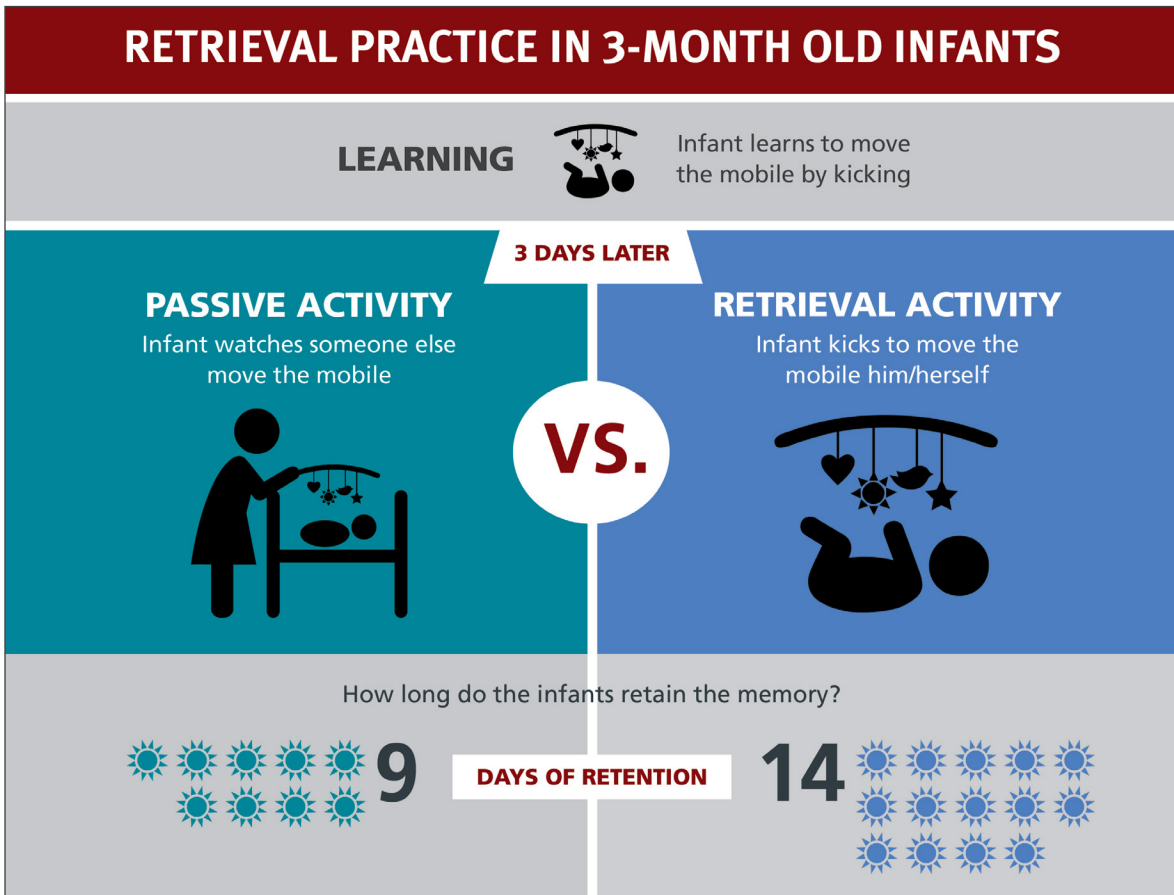 RETRIEVAL PRACTICE IN 3-MONTH OLD INFANTS
LEARNING
Infant learns to move
the mobile by kicking
3 DAYS LATER
PASSIVE ACTIVITY
Infant watches someone else
move the mobile
VS.
RETRIEVAL ACTIVITY
Infant kicks to move the
mobile him/herself
How long do the infants retain the memory?
9
DAYS OF RETENTION
14